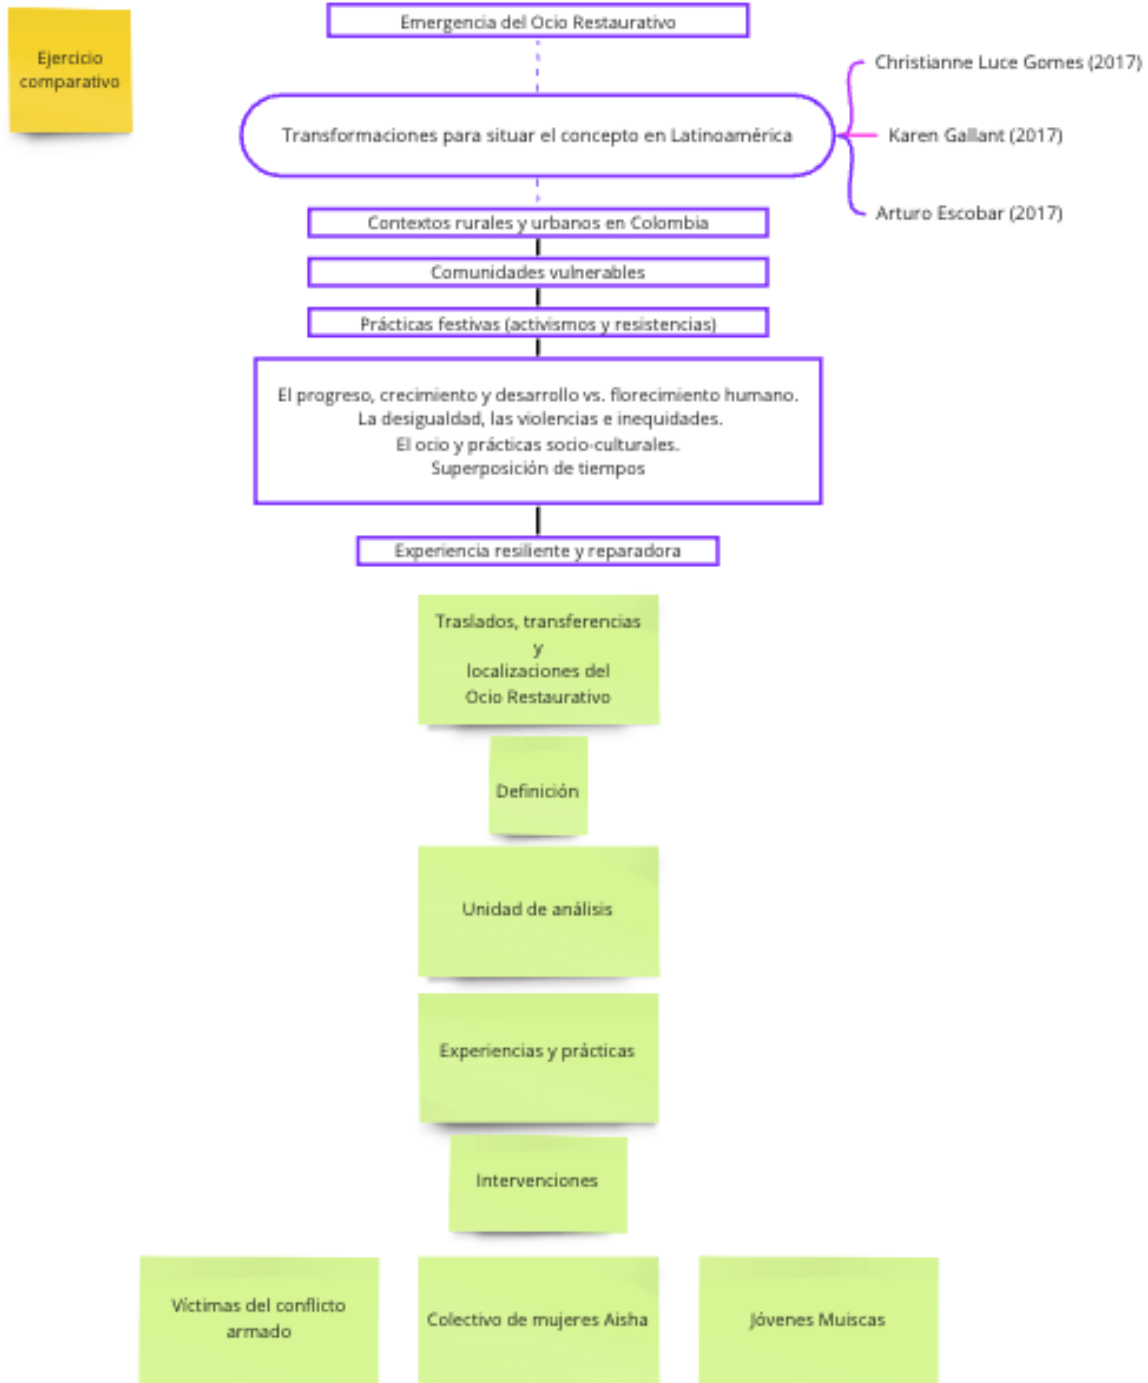 Ejercicio
comparativo
Emergencia del Ocio Restaurativo
Transformaciones para situar el concepto en Latinoamérica
Christianne Luce Gomes (2017)
Karen Gallant (2017)
Arturo Escobar (2017)
Contextos rurales y urbanos en Colombia
Comunidades vulnerables
Prácticas festivas (activismos y resistencias)
El progreso, crecimiento y desarrollo vs. florecimiento humano.
La desigualdad, las violencias e inequidades.
El ocio y prácticas socio-culturales.
Superposición de tiempos
Experiencia resiliente y reparadora
Traslados, transferencias
y
localizaciones del
Ocio Restaurativo
Definición
Unidad de análisis
Experiencias y prácticas
Intervenciones
Víctimas del conflicto
armado
Colectivo de mujeres Aisha
Jóvenes Muiscas